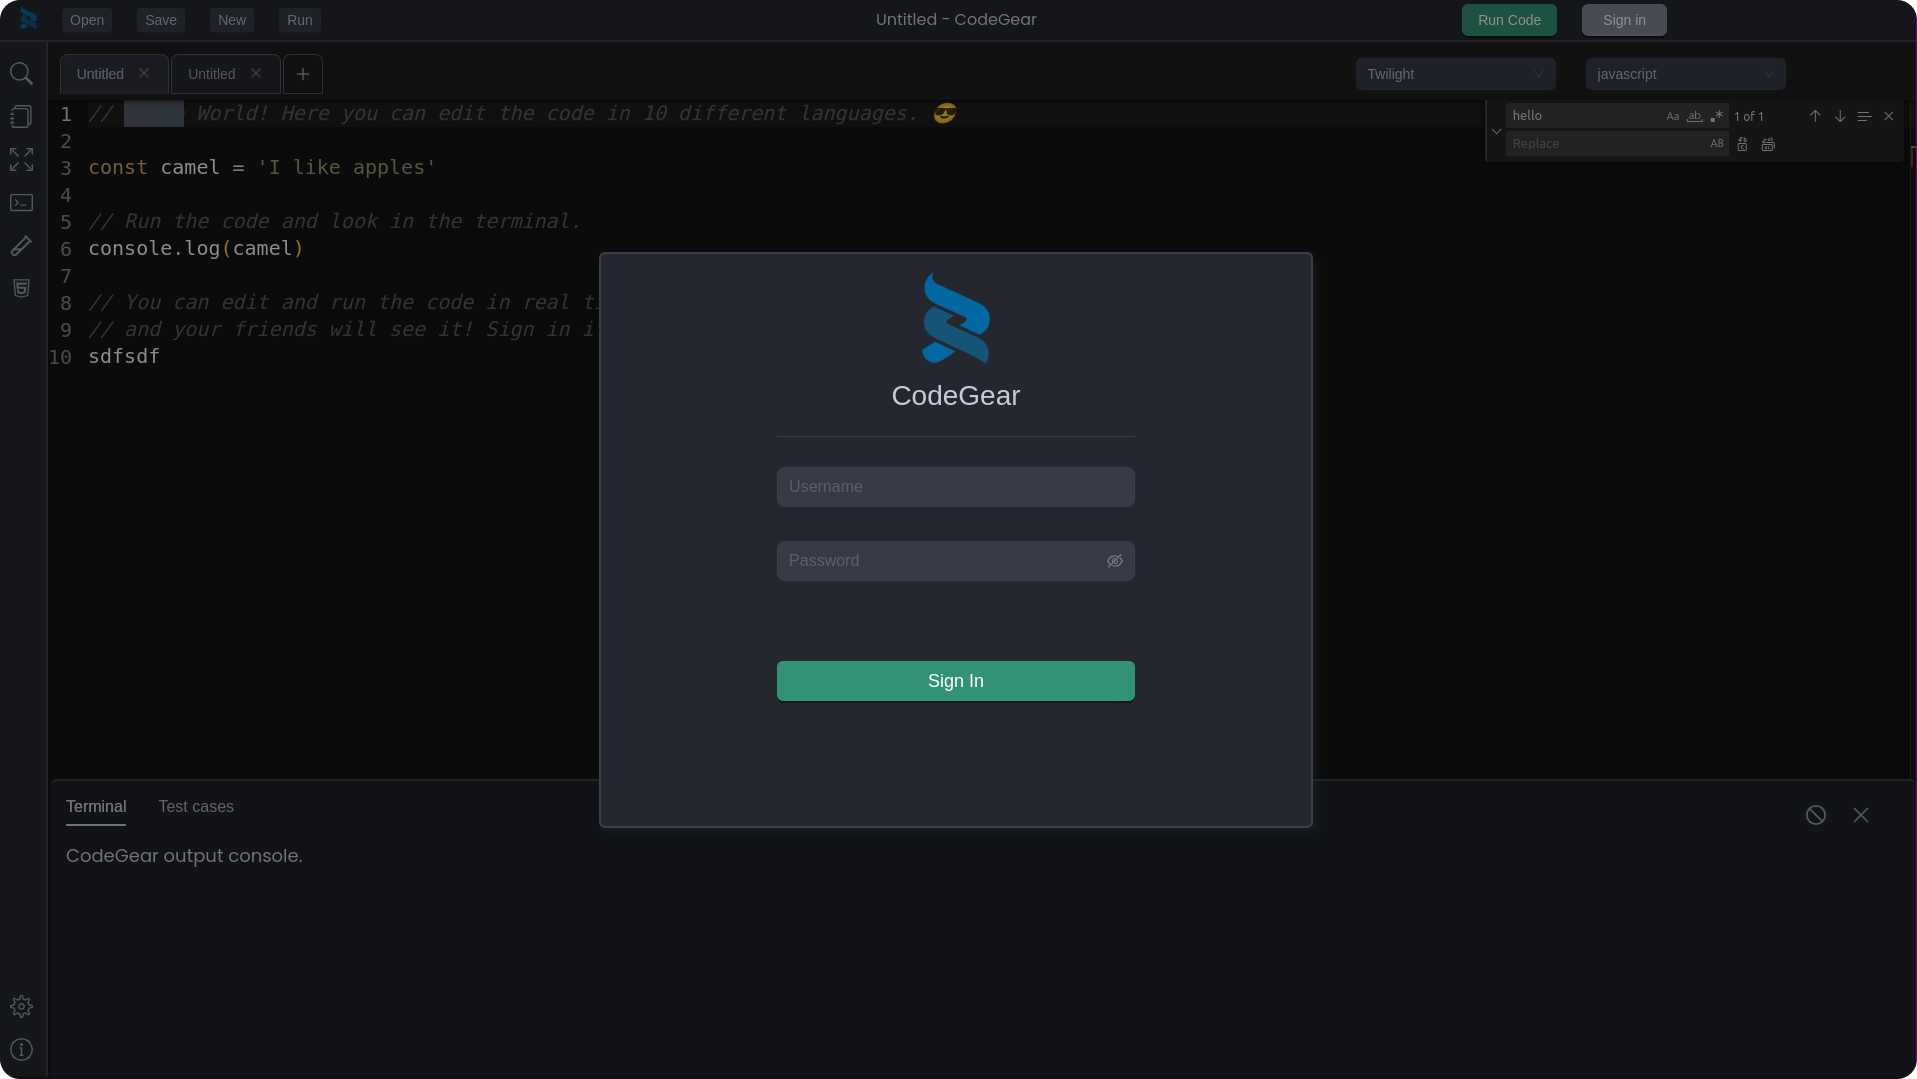 Open Save New Run Untitled - CodeGear Run Code Sign in
Untitled Untitled Twilight javascript
1 // World! Here you can edit the code in 10 different languages. 😎
2
3 const camel = 'I like apples'
4
5 // Run the code and look in the terminal.
6 console.log(camel)
7
8 // You can edit and run the code in real t
9 // and your friends will see it! Sign in i
10 sdfsdf
hello Aa ab 1 of 1
Replace AB
CodeGear
Username
Password
Sign In
Terminal Test cases
CodeGear output console.